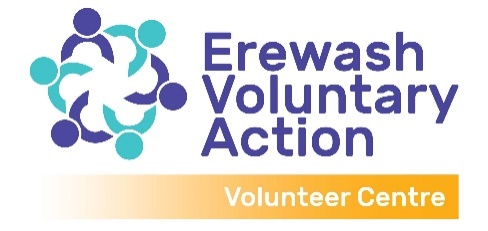 Erewash
Voluntary
Action
Volunteer Centre